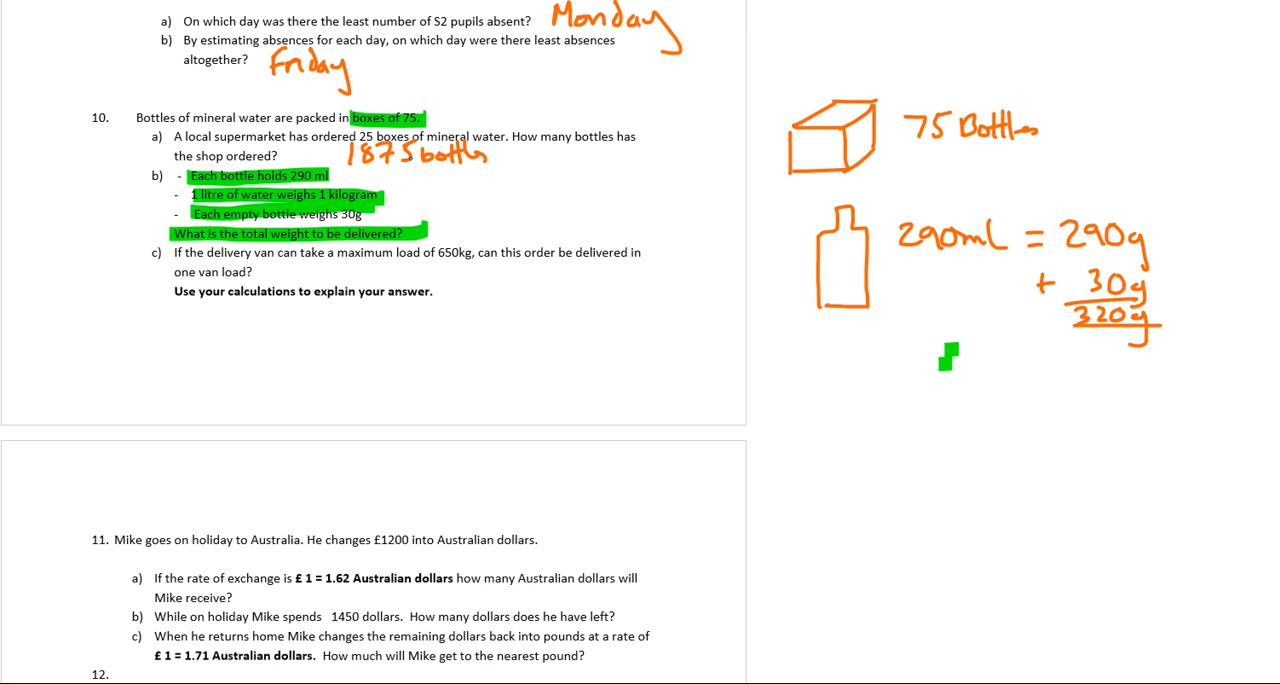 a) On which day was there the least number of S2 pupils absent? Monday
b) By estimating absences for each day, on which day were there least absences
altogether? Friday
10. Bottles of mineral water are packed in boxes of 75.
a) A local supermarket has ordered 25 boxes of mineral water. How many bottles has
the shop ordered? 1875 bottles
b) - Each bottle holds 290 ml
- 1 litre of water weighs 1 kilogram
- Each empty bottle weighs 30g
What is the total weight to be delivered?
c) If the delivery van can take a maximum load of 650kg, can this order be delivered in
one van load?
Use your calculations to explain your answer.
75 Bottles
290ml = 290g
+ 30g
320g
11. Mike goes on holiday to Australia. He changes £1200 into Australian dollars.
a) If the rate of exchange is £ 1 = 1.62 Australian dollars how many Australian dollars will
Mike receive?
b) While on holiday Mike spends 1450 dollars. How many dollars does he have left?
c) When he returns home Mike changes the remaining dollars back into pounds at a rate of
£ 1 = 1.71 Australian dollars. How much will Mike get to the nearest pound?
12.